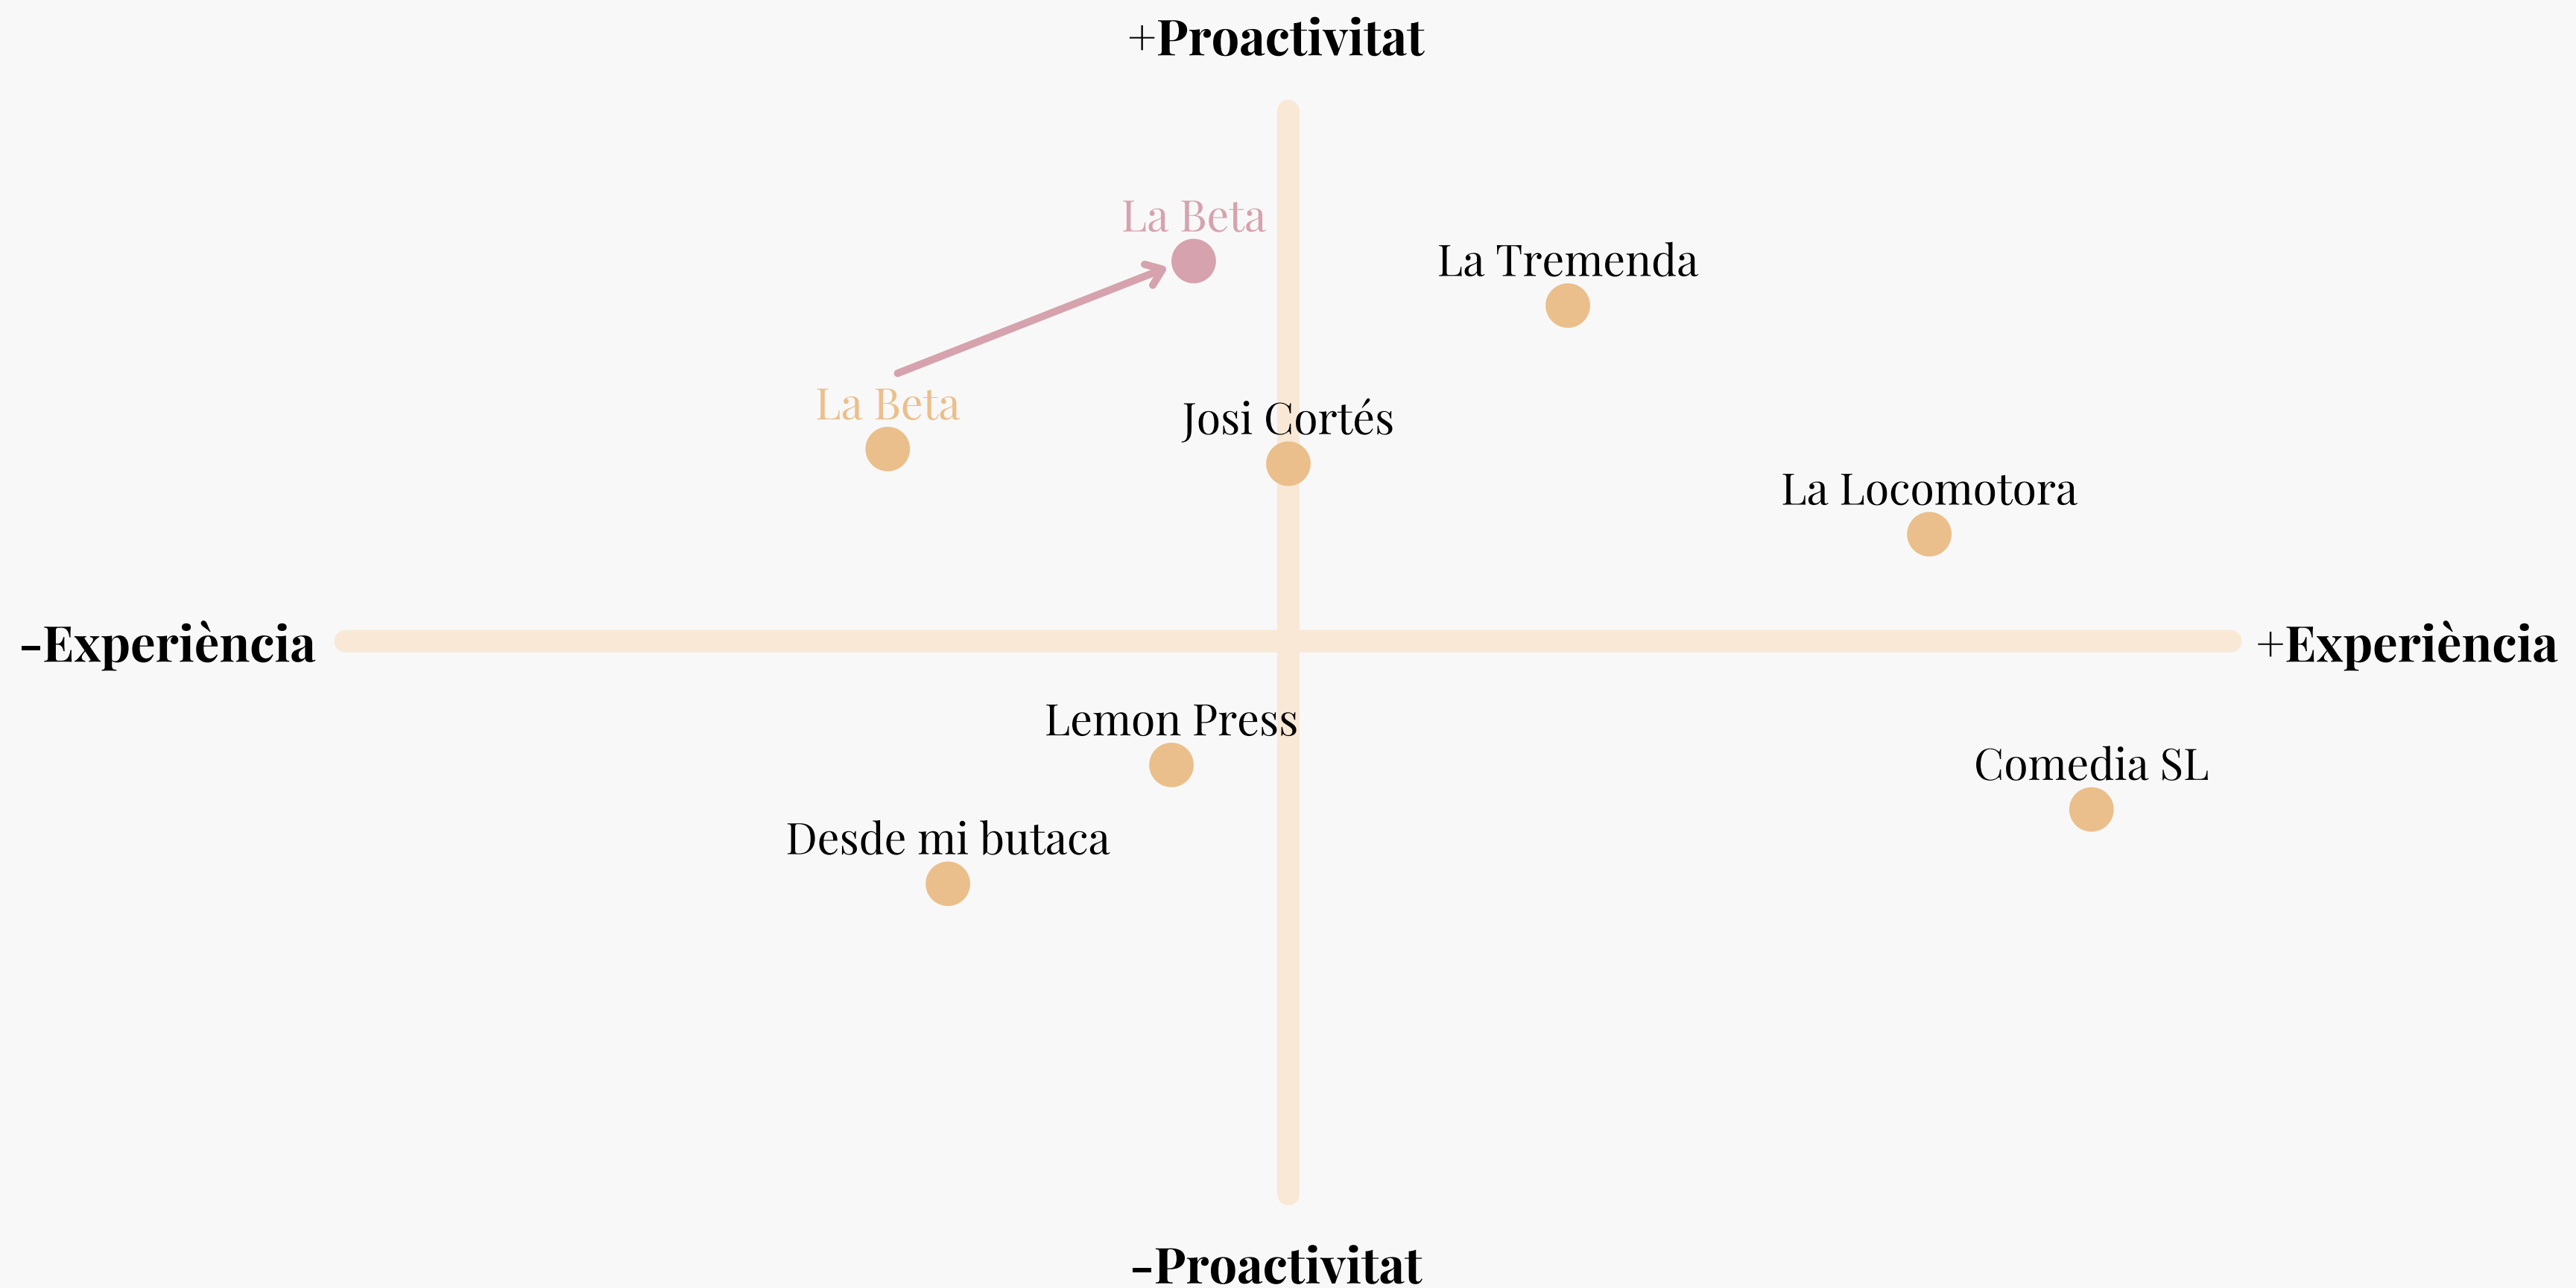 +Proactivitat
La Beta
La Tremenda
La Beta
Josi Cortés
La Locomotora
-Experiència
+Experiència
Lemon Press
Comedia SL
Desde mi butaca
-Proactivitat